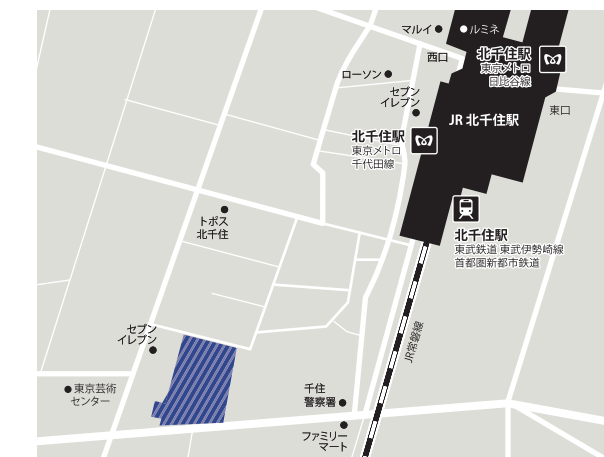 マルイ
ルミネ
西口
北千住駅
東京メトロ
日比谷線
ローソン
セブン
イレブン
東口
JR 北千住駅
北千住駅
東京メトロ
千代田線
トポス
北千住
北千住駅
東武鉄道 東武伊勢崎線
首都圏新都市鉄道
セブン
イレブン
JR常磐線
東京芸術
センター
千住
警察署
ファミリー
マート